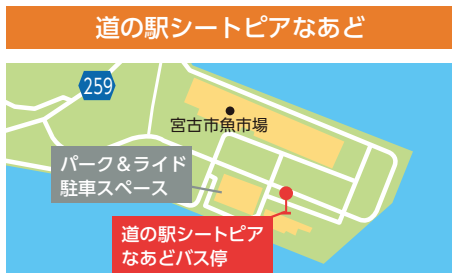 道の駅シートピアなあど
259
宮古市魚市場
パーク＆ライド
駐車スペース
道の駅シートピア
なあどバス停